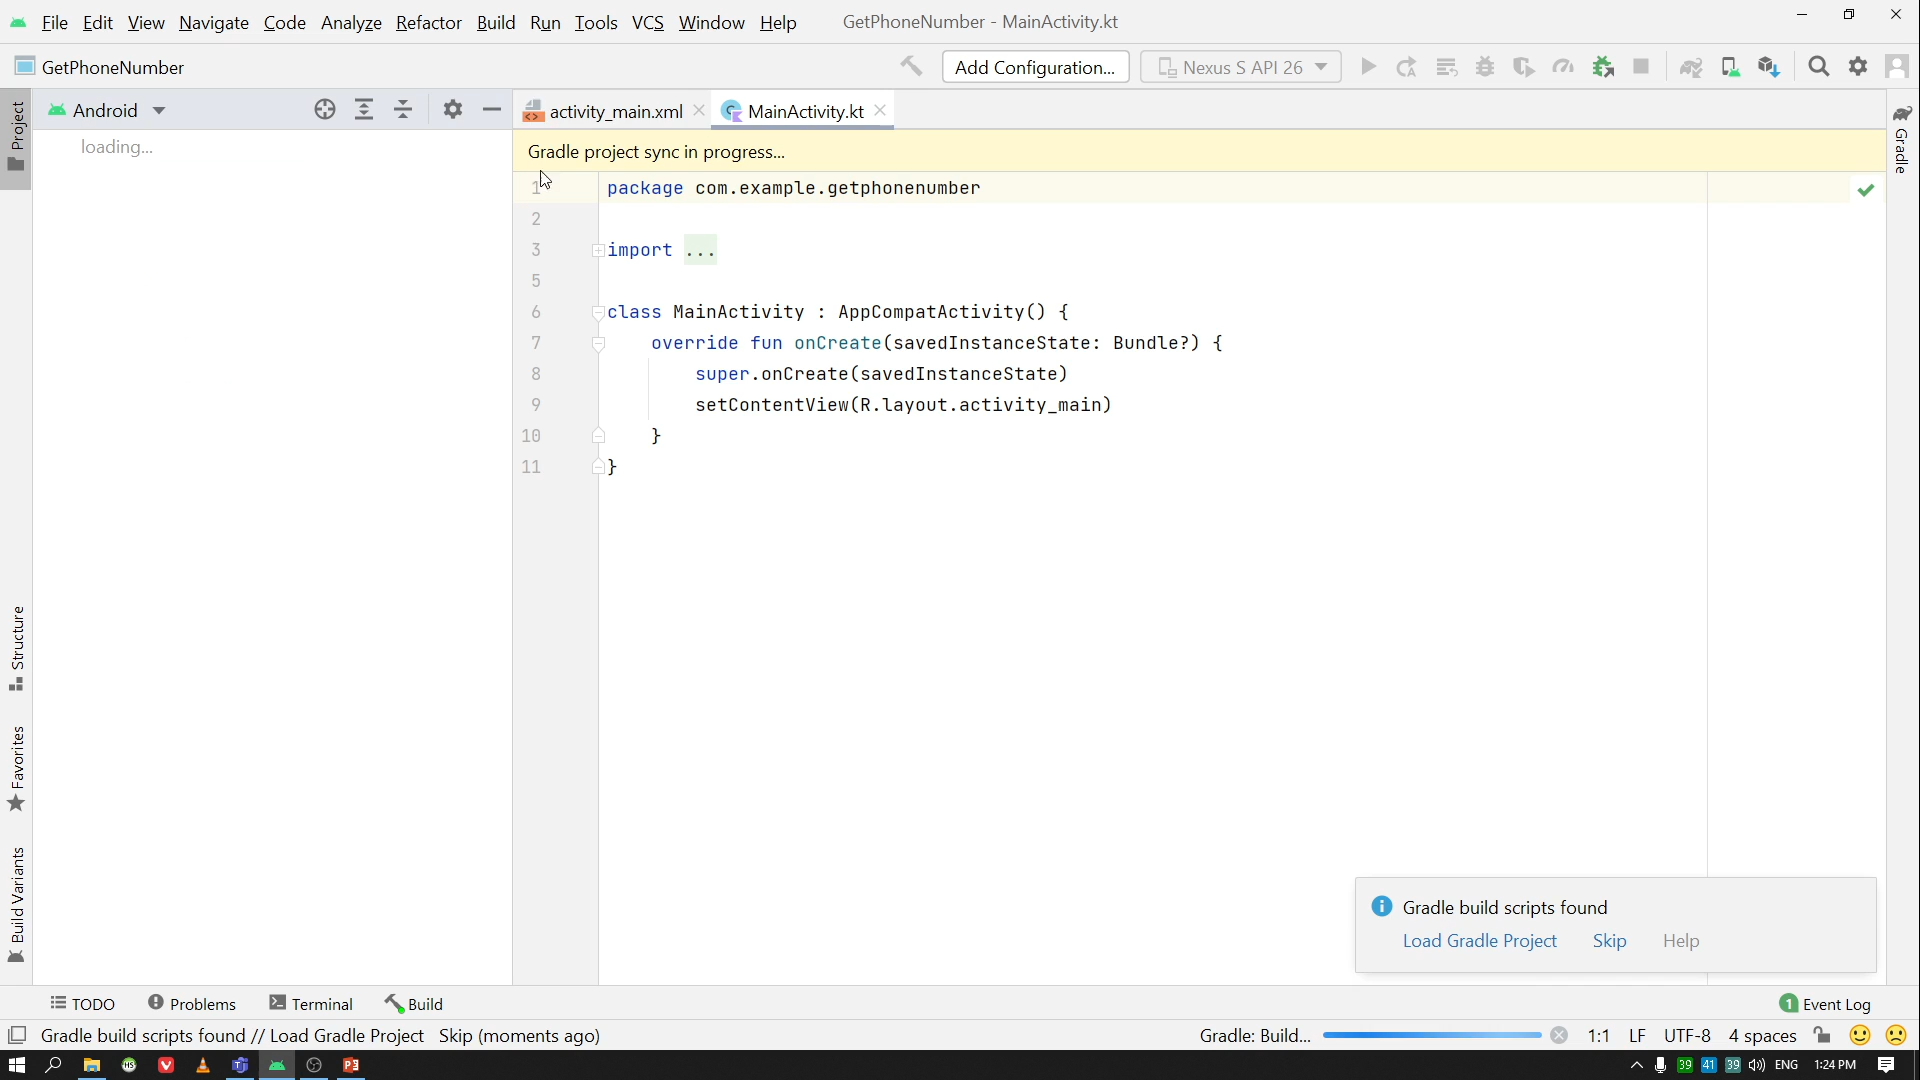 File Edit View Navigate Code Analyze Refactor Build Run Tools VCS Window Help GetPhoneNumber - MainActivity.kt
GetPhoneNumber Add Configuration... Nexus S API 26
Project Android activity_main.xml MainActivity.kt Gradle
loading...
Gradle project sync in progress...
1 package com.example.getphonenumber
2
3 import ...
5
6 class MainActivity : AppCompatActivity() {
7 override fun onCreate(savedInstanceState: Bundle?) {
8 super.onCreate(savedInstanceState)
9 setContentView(R.layout.activity_main)
10 }
11 }
Structure
Favorites
Build Variants
Gradle build scripts found
Load Gradle Project Skip Help
TODO Problems Terminal Build 1 Event Log
Gradle build scripts found // Load Gradle Project Skip (moments ago) Gradle: Build... 1:1 LF UTF-8 4 spaces
39 41 39 ENG 1:24 PM